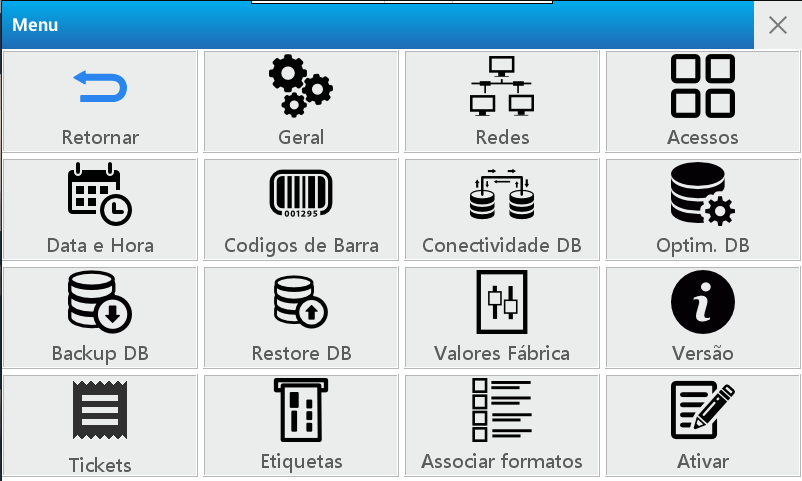 Menu
Retornar
Geral
Redes
Acessos
Data e Hora
001295
Codigos de Barra
Conectividade DB
Optim. DB
Backup DB
Restore DB
Valores Fábrica
Versão
Tickets
Etiquetas
Associar formatos
Ativar